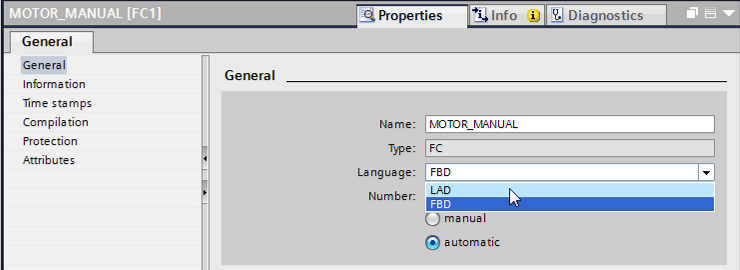 MOTOR_MANUAL [FC1]
Properties
Info
Diagnostics
General
General
Information
Time stamps
Compilation
Protection
Attributes
General
Name: MOTOR_MANUAL
Type: FC
Language: FBD
LAD
Number: FBD
manual
automatic